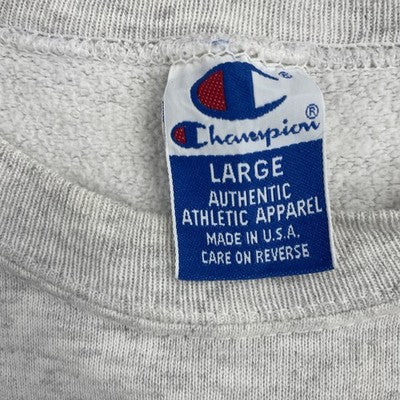 ®
Champion®
LARGE
AUTHENTIC
ATHLETIC APPAREL
MADE IN U.S.A.
CARE ON REVERSE